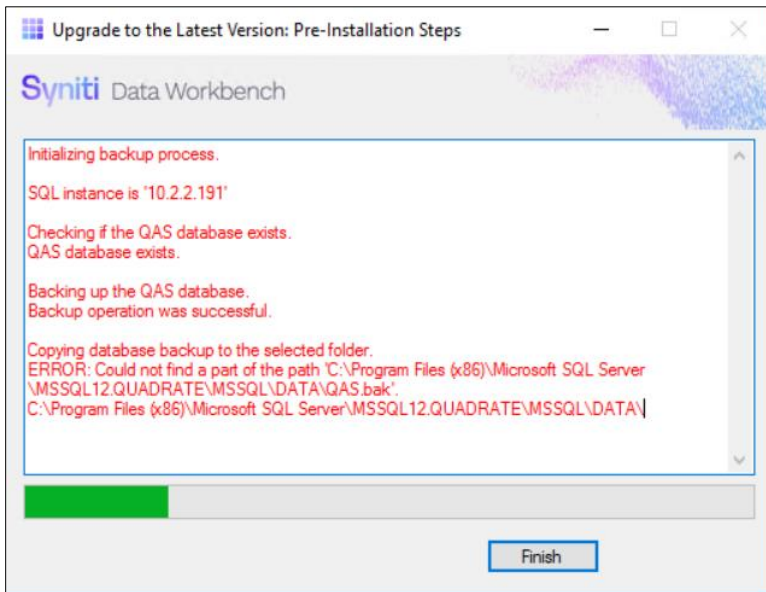 Upgrade to the Latest Version: Pre-Installation Steps
Syniti Data Workbench
Initializing backup process.
SQL instance is '10.2.2.191'
Checking if the QAS database exists.
QAS database exists.
Backing up the QAS database.
Backup operation was successful.
Copying database backup to the selected folder.
ERROR: Could not find a part of the path 'C:\Program Files (x86)\Microsoft SQL Server
\MSSQL12.QUADRATE\MSSQL\DATA\QAS.bak'.
C:\Program Files (x86)\Microsoft SQL Server\MSSQL12.QUADRATE\MSSQL\DATA\
Finish